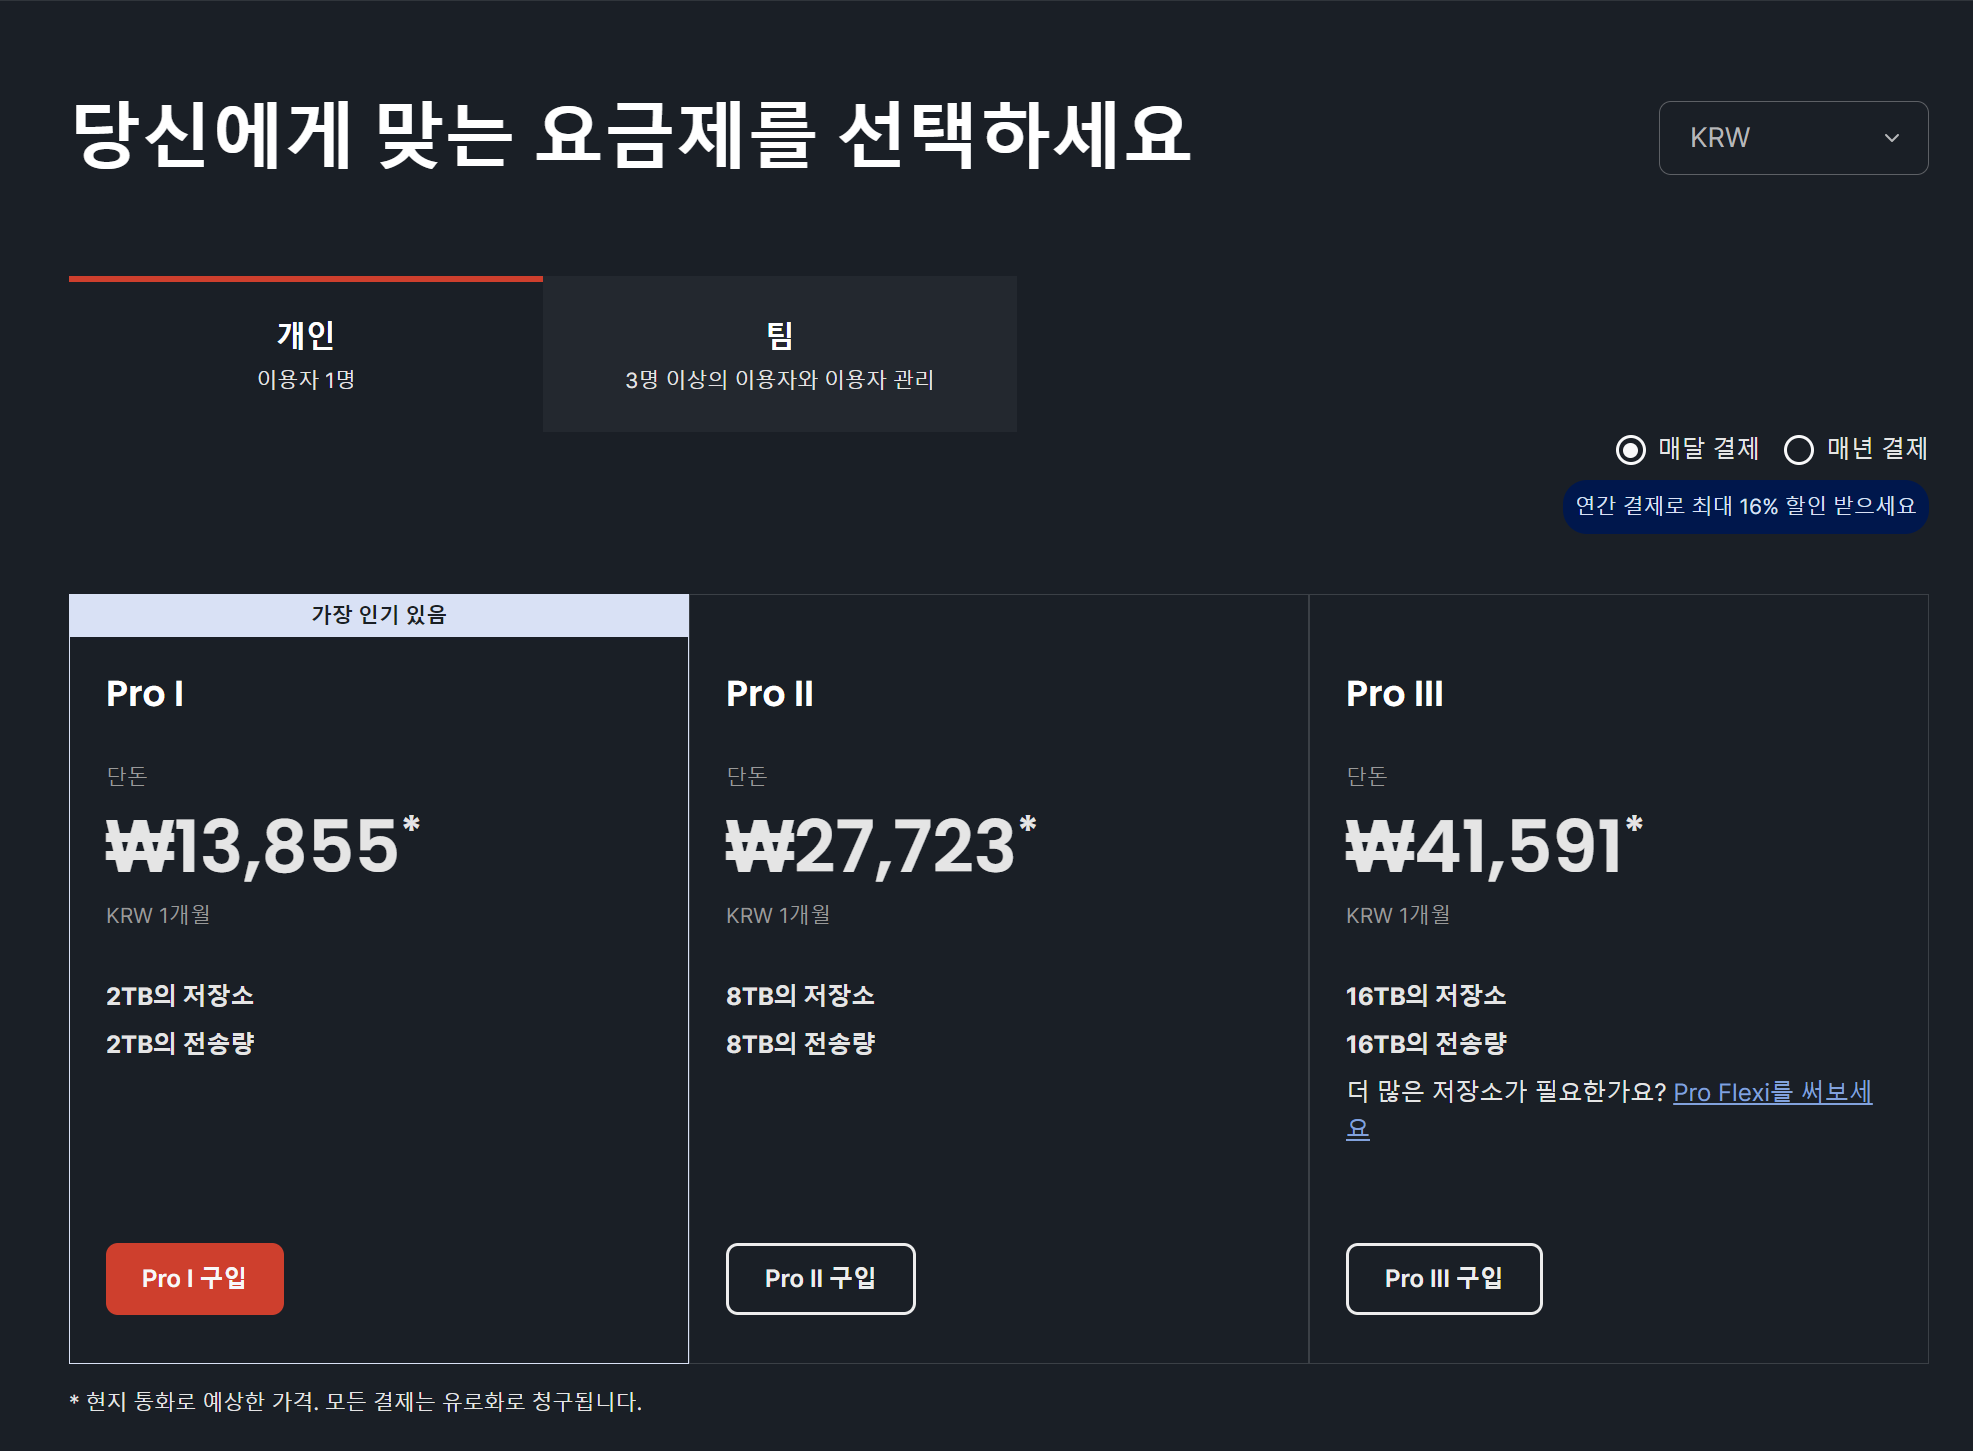 당신에게 맞는 요금제를 선택하세요
KRW
개인
이용자 1명
팀
3명 이상의 이용자와 이용자 관리
매달 결제
매년 결제
연간 결제로 최대 16% 할인 받으세요
가장 인기 있음
Pro I
단돈
₩13,855*
KRW 1개월
2TB의 저장소
2TB의 전송량
Pro I 구입
Pro II
단돈
₩27,723*
KRW 1개월
8TB의 저장소
8TB의 전송량
Pro II 구입
Pro III
단돈
₩41,591*
KRW 1개월
16TB의 저장소
16TB의 전송량
더 많은 저장소가 필요한가요? Pro Flexi를 써보세
요
Pro III 구입
* 현지 통화로 예상한 가격. 모든 결제는 유로화로 청구됩니다.